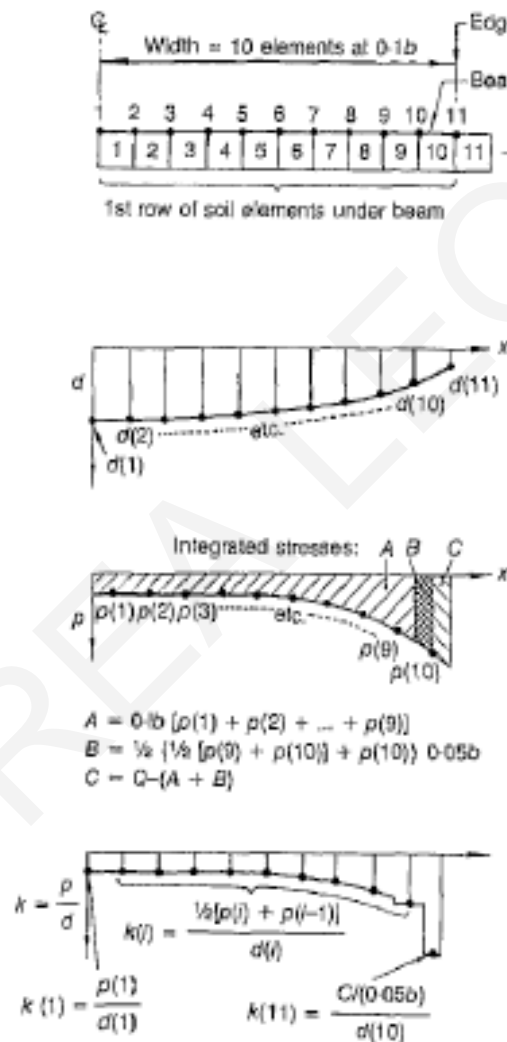 ℄
Edg
Width = 10 elements at 0·1b
Bea
1 2 3 4 5 6 7 8 9 10 11
1 2 3 4 5 6 7 8 9 10 11
1st row of soil elements under beam
x
d
d(11)
d(10)
d(2)
etc.
d(1)
Integrated stresses: A B C
x
p
p(1) p(2) p(3)
etc.
p(9)
p(10)
A = 0·1b [p(1) + p(2) + ... + p(9)]
B = ½ {½ [p(9) + p(10)] + p(10)} 0·05b
C = Q–(A + B)
k = p/d
k(i) = ½[p(i) + p(i–1)]/d(i)
k(1) = p(1)/d(1)
k(11) = C/(0·05b)/d(10)